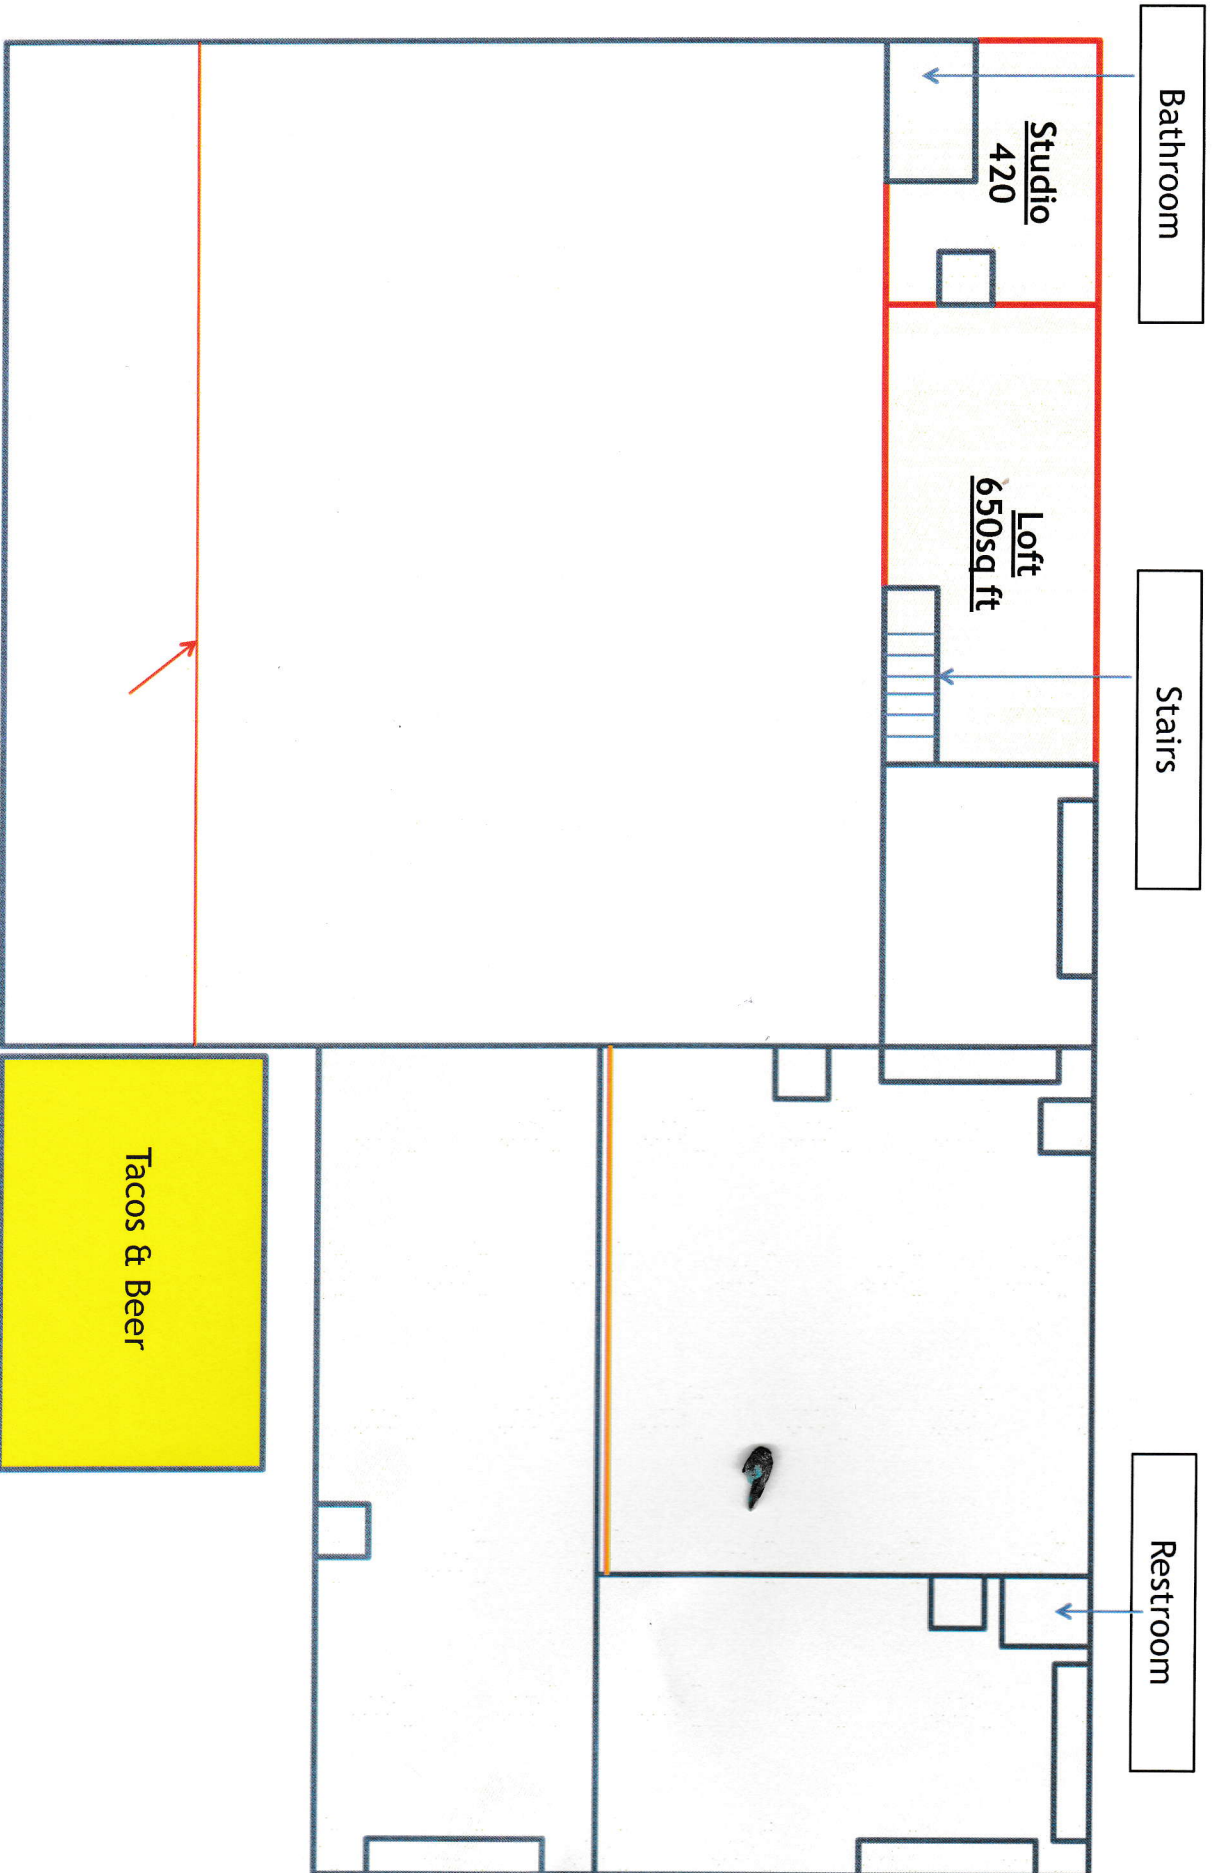 Bathroom
Stairs
Restroom
Studio
420
Loft
650sq ft
Tacos & Beer